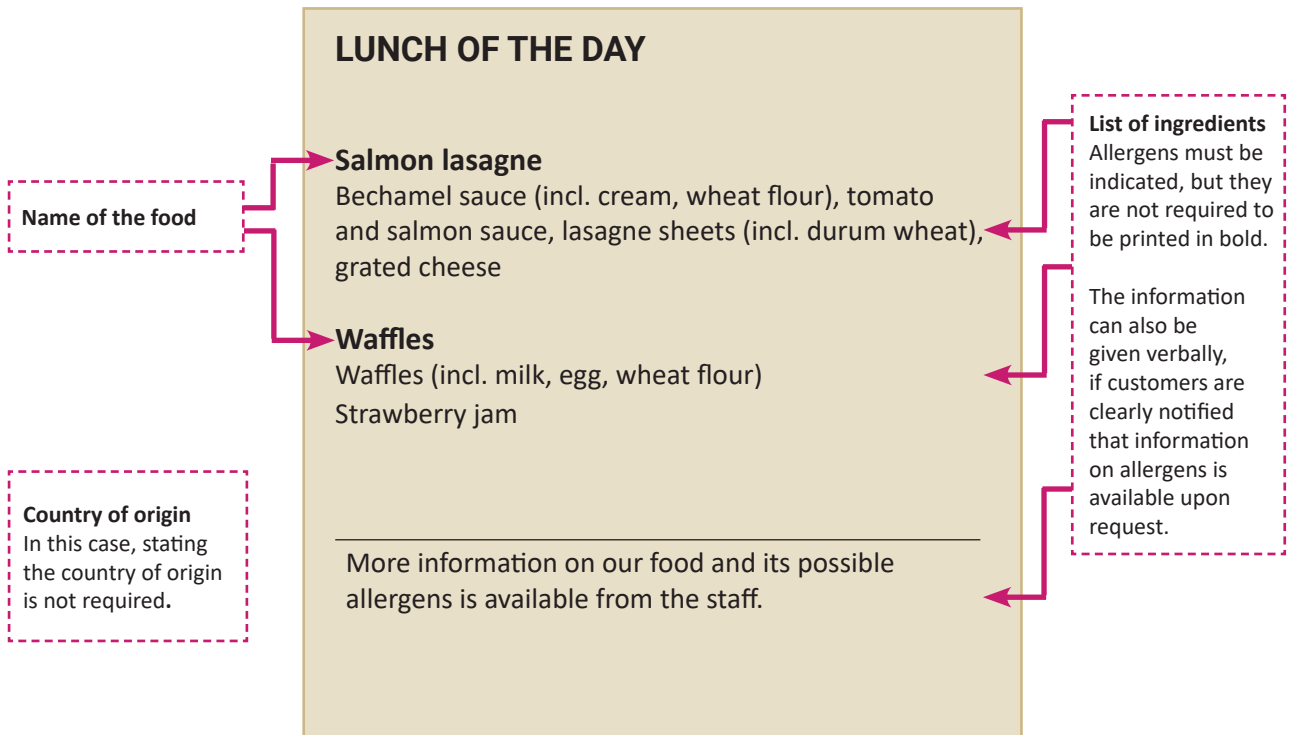 LUNCH OF THE DAY
Name of the food
Salmon lasagne
Bechamel sauce (incl. cream, wheat flour), tomato
and salmon sauce, lasagne sheets (incl. durum wheat),
grated cheese
Waffles
Waffles (incl. milk, egg, wheat flour)
Strawberry jam
More information on our food and its possible
allergens is available from the staff.
Country of origin
In this case, stating
the country of origin
is not required.
List of ingredients
Allergens must be
indicated, but they
are not required to
be printed in bold.
The information
can also be
given verbally,
if customers are
clearly notified
that information
on allergens is
available upon
request.